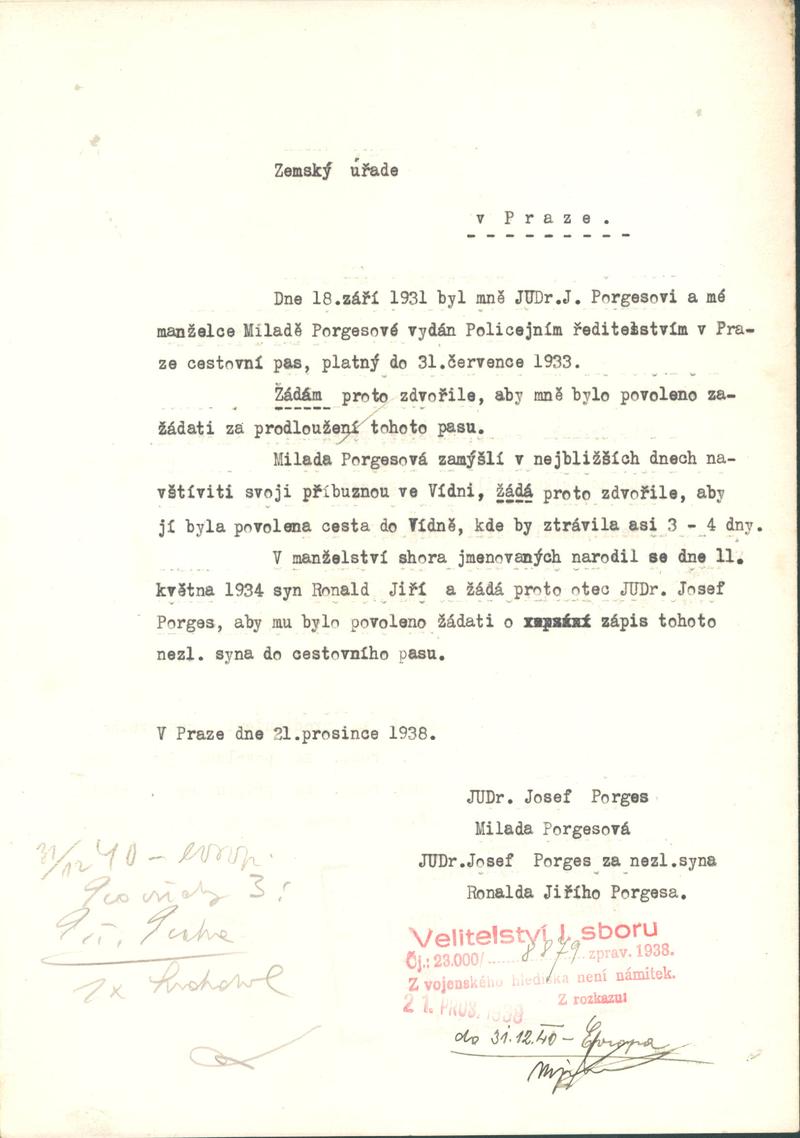 Zemský úřade
v Praze.
Dne 18.září 1931 byl mně JUDr.J. Porgesovi a mé
manželce Miladě Porgesové vydán Policejním ředitelstvím v Pra-
ze cestovní pas, platný do 31.července 1933.
Žádám proto zdvořile, aby mně bylo povoleno za-
žádati za prodloužení tohoto pasu.
Milada Porgesová zamýšlí v nejbližších dnech na-
vštíviti svoji příbuznou ve Vídni, žádá proto zdvořile, aby
jí byla povolena cesta do Vídně, kde by ztrávila asi 3 - 4 dny.
V manželství shora jmenovaných narodil se dne 11.
května 1934 syn Ronald Jiří a žádá proto otec JUDr. Josef
Porges, aby mu bylo povoleno žádati o zápis tohoto
nezl. syna do cestovního pasu.
V Praze dne 21.prosince 1938.
JUDr. Josef Porges
Milada Porgesová
JUDr.Josef Porges za nezl.syna
Ronalda Jiřího Porgesa.
31/12 40 - evrop.
3
1x
Velitelství I. sboru
Čj.: 23.000/ 8879 zprav. 1938.
Z vojenského hlediska není námitek.
21. PROS. 1938 Z rozkazu:
do 31.12.40 - Evropa